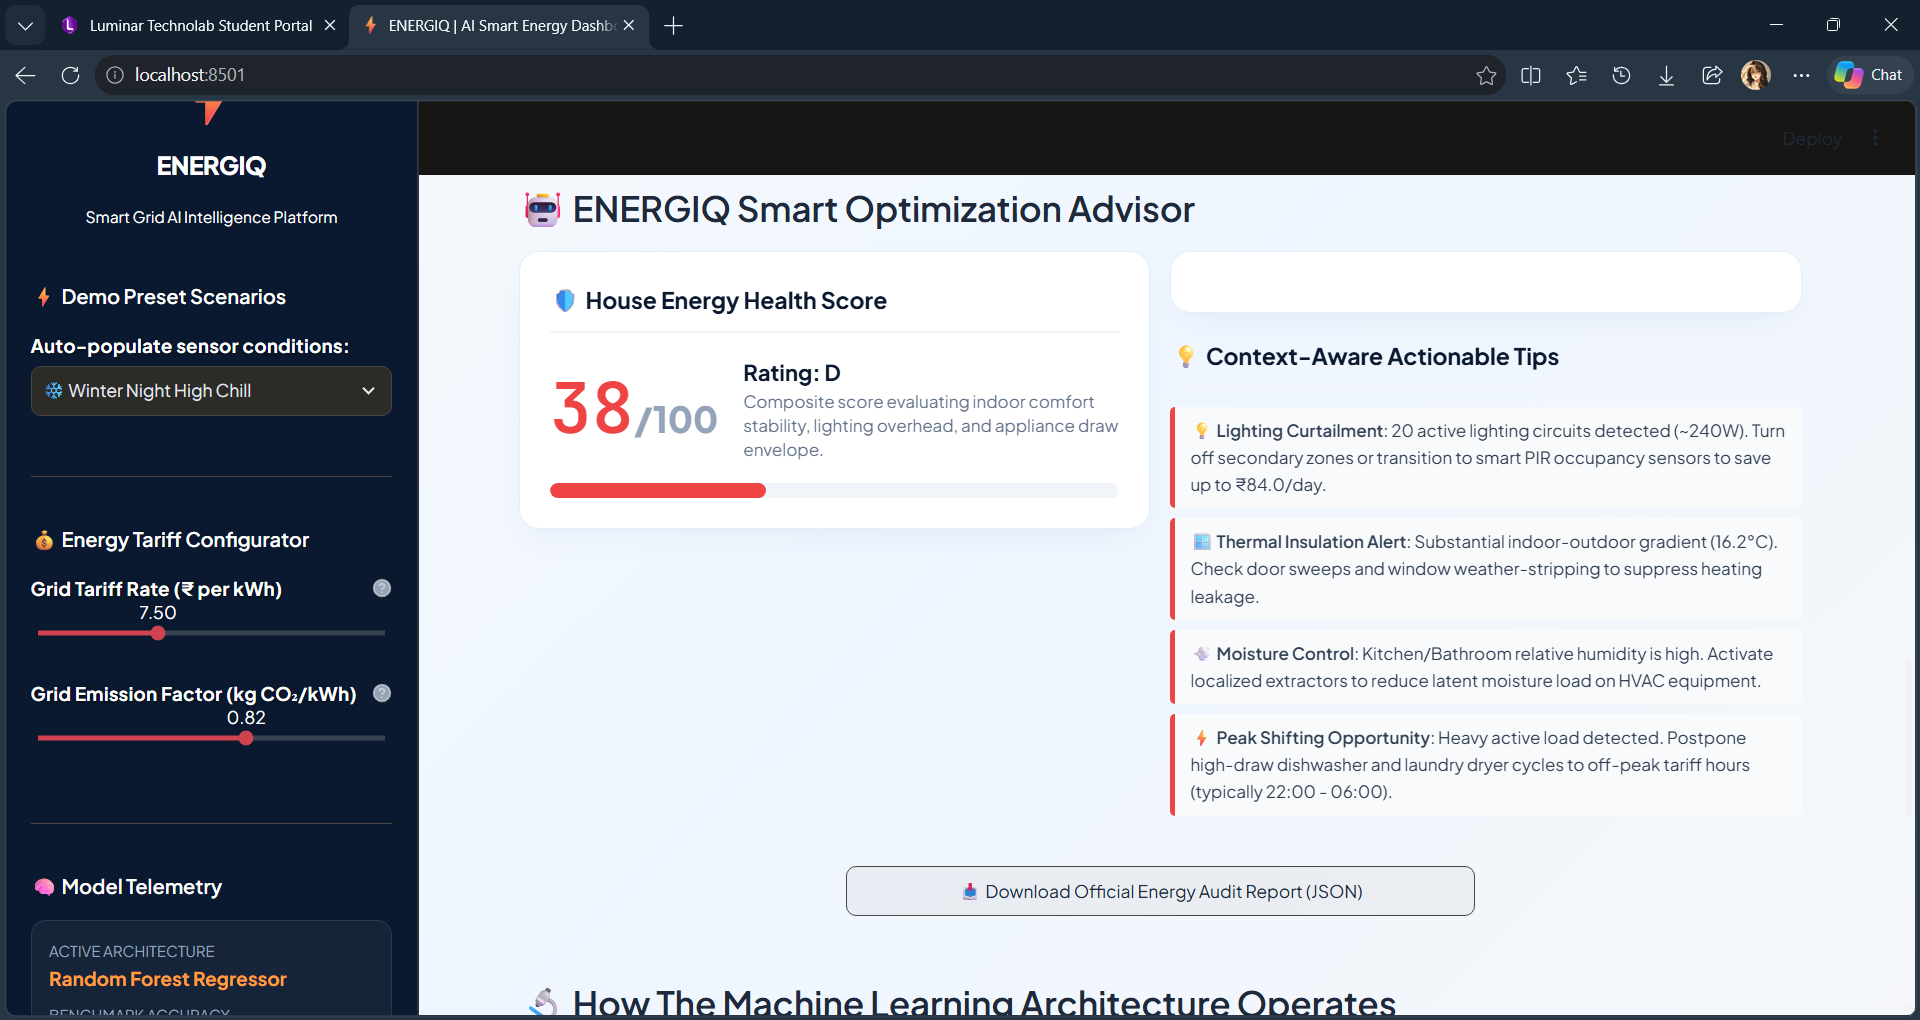 Luminar Technolab Student Portal
ENERGIQ | AI Smart Energy Dashbo
localhost:8501
Chat
Deploy
ENERGIQ
Smart Grid AI Intelligence Platform
Demo Preset Scenarios
Auto-populate sensor conditions:
Winter Night High Chill
Energy Tariff Configurator
Grid Tariff Rate (₹ per kWh)
7.50
Grid Emission Factor (kg CO₂/kWh)
0.82
Model Telemetry
ACTIVE ARCHITECTURE
Random Forest Regressor
BENCHMARK ACCURACY
ENERGIQ Smart Optimization Advisor
House Energy Health Score
38/100
Rating: D
Composite score evaluating indoor comfort
stability, lighting overhead, and appliance draw
envelope.
Context-Aware Actionable Tips
Lighting Curtailment: 20 active lighting circuits detected (~240W). Turn
off secondary zones or transition to smart PIR occupancy sensors to save
up to ₹84.0/day.
Thermal Insulation Alert: Substantial indoor-outdoor gradient (16.2°C).
Check door sweeps and window weather-stripping to suppress heating
leakage.
Moisture Control: Kitchen/Bathroom relative humidity is high. Activate
localized extractors to reduce latent moisture load on HVAC equipment.
Peak Shifting Opportunity: Heavy active load detected. Postpone
high-draw dishwasher and laundry dryer cycles to off-peak tariff hours
(typically 22:00 - 06:00).
Download Official Energy Audit Report (JSON)
How The Machine Learning Architecture Operates